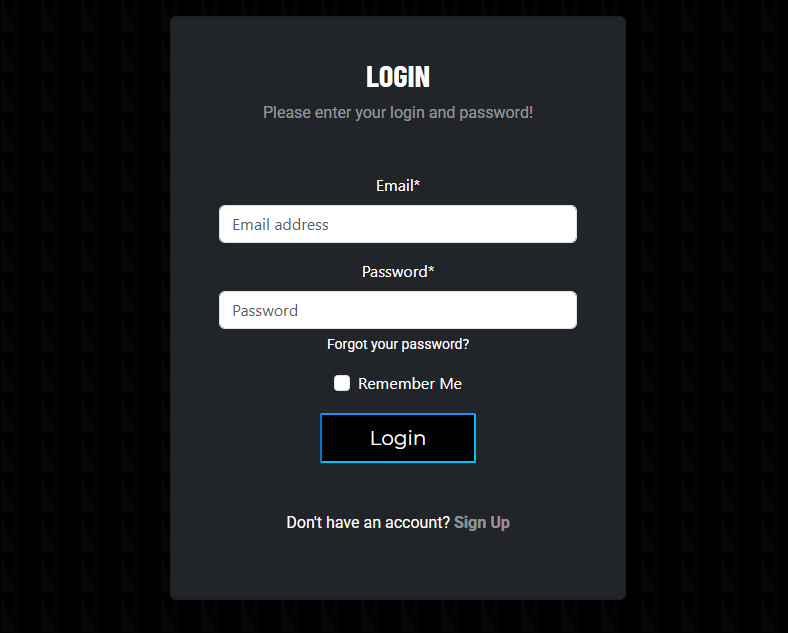 LOGIN
Please enter your login and password!
Email*
Email address
Password*
Password
Forgot your password?
Remember Me
Login
Don't have an account? Sign Up